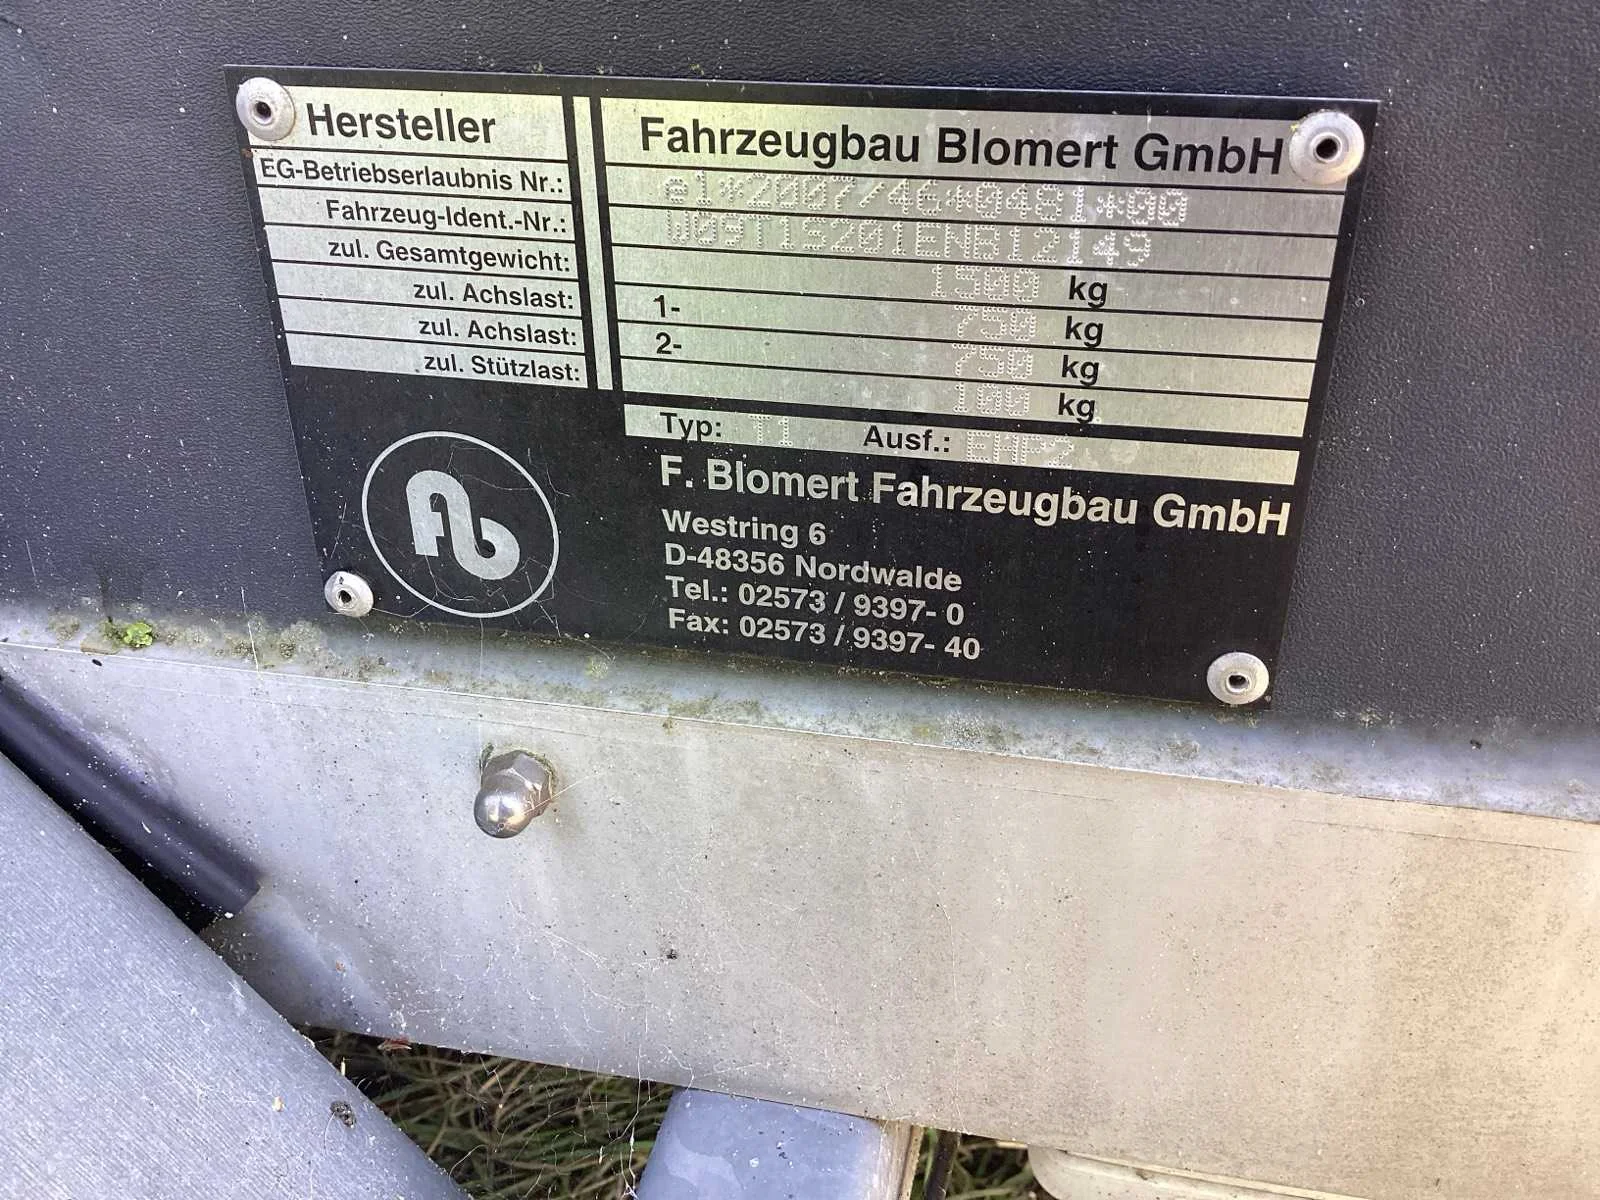 Hersteller Fahrzeugbau Blomert GmbH
EG-Betriebserlaubnis Nr.: e1*2007/46*0481*00
Fahrzeug-Ident.-Nr.: W09T1S201ENB12149
zul. Gesamtgewicht: 1500 kg
zul. Achslast: 1- 750 kg
zul. Achslast: 2- 750 kg
zul. Stützlast: 100 kg
Typ: T1 Ausf.: EHP2
fb
F. Blomert Fahrzeugbau GmbH
Westring 6
D-48356 Nordwalde
Tel.: 02573 / 9397- 0
Fax: 02573 / 9397- 40